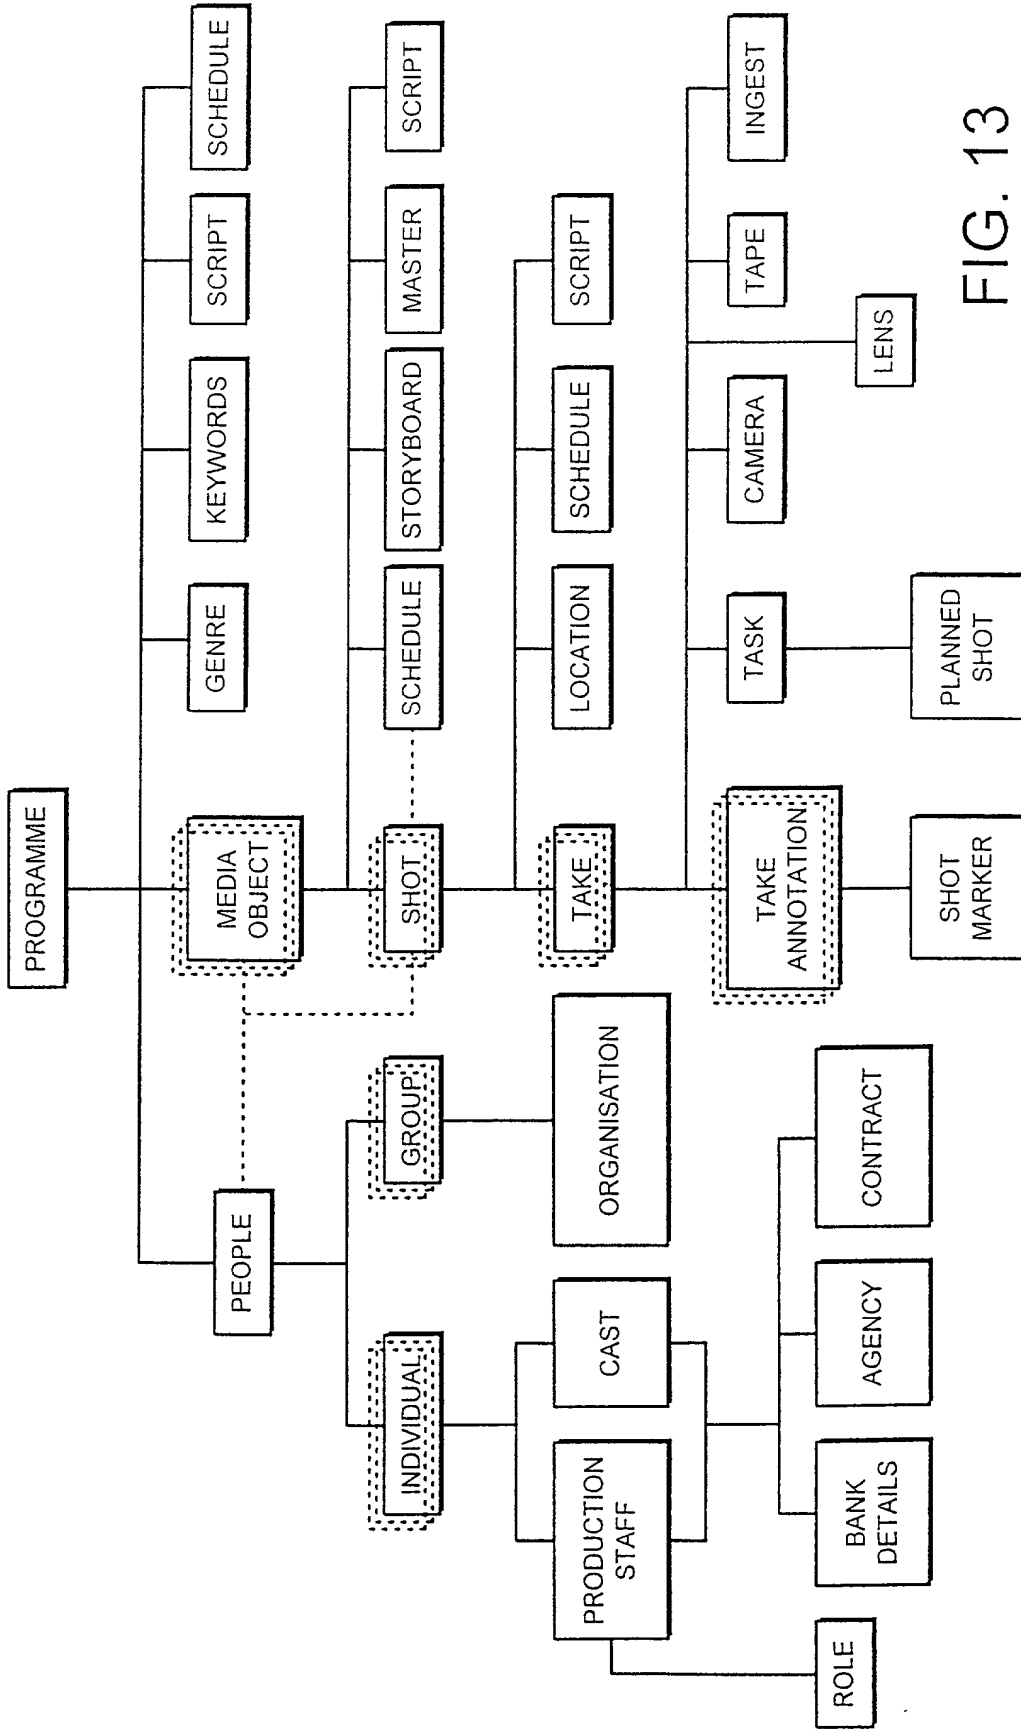 PROGRAMME
PEOPLE
MEDIA
OBJECT
GENRE
KEYWORDS
SCRIPT
SCHEDULE
INDIVIDUAL
GROUP
SHOT
SCHEDULE
STORYBOARD
MASTER
SCRIPT
PRODUCTION
STAFF
CAST
ORGANISATION
TAKE
LOCATION
SCHEDULE
SCRIPT
ROLE
BANK
DETAILS
AGENCY
CONTRACT
TAKE
ANNOTATION
TASK
CAMERA
LENS
TAPE
INGEST
SHOT
MARKER
PLANNED
SHOT
FIG. 13